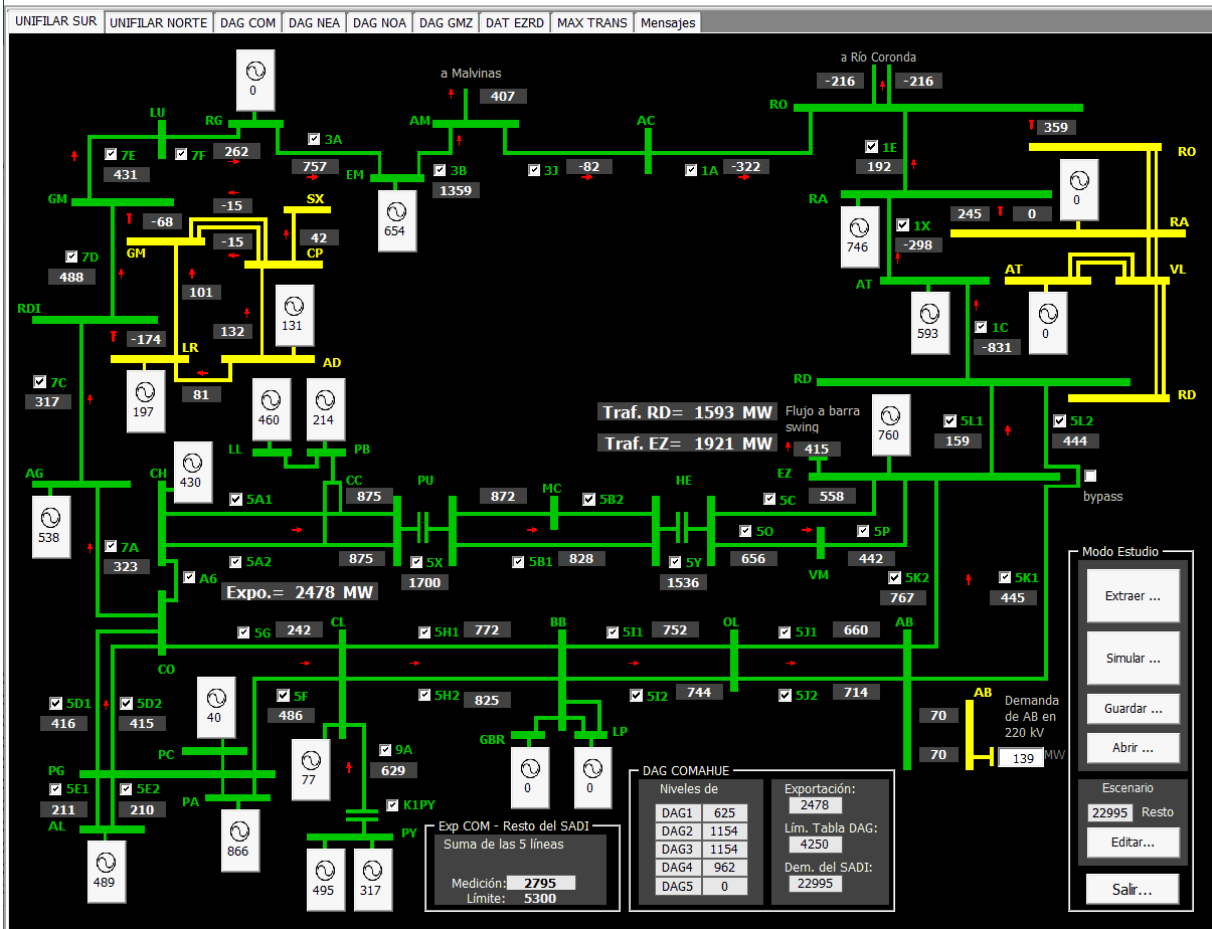 UNIFILAR SUR UNIFILAR NORTE DAG COM DAG NEA DAG NOA DAG GMZ DAT EZRD MAX TRANS Mensajes
a Río Coronda
0 a Malvinas -216 -216
407
LU RG AM AC RO
3A 359
7E 7F 262 757 3B 3J -82 1A -322 1E RO
431 EM 1359 192
GM -15 SX RA 0
-68 654 245 0 RA
GM -15 42 746 1X
CP -298
7D 101 AT AT VL
488
RDI 132 131 593 1C 0
-174 -831
LR AD RD
7C 197 81 RD
317 460 214 Traf. RD= 1593 MW Flujo a barra swing 760 5L1 5L2
Traf. EZ= 1921 MW 415 159 444
AG CH 430 LL PB EZ
CC 875 PU 872 MC 5B2 HE 5C 558 bypass
538 5A1 5O 5P
7A 5A2 875 5X 5B1 828 5Y 656 442
323 1700 1536 VM 5K2 5K1
A6 Expo.= 2478 MW 767 445
5G 242 CL 5H1 772 BB 5I1 752 OL 5J1 660 AB
CO
5D1 5D2 40 5F 5H2 825 5I2 744 5J2 714 AB Demanda
416 415 486 70 de AB en
PC GBR LP 220 kV
9A 70 139 MW
PG 77 629 0 0
5E1 5E2 PA K1PY
211 210
AL 866 PY
489 495 317
Exp COM - Resto del SADI
Suma de las 5 líneas
Medición: 2795
Límite: 5300
DAG COMAHUE
Niveles de
DAG1 625
DAG2 1154
DAG3 1154
DAG4 962
DAG5 0
Exportación:
2478
Lím. Tabla DAG:
4250
Dem. del SADI:
22995
Modo Estudio
Extraer ...
Simular ...
Guardar ...
Abrir ...
Escenario
22995 Resto
Editar...
Salir...